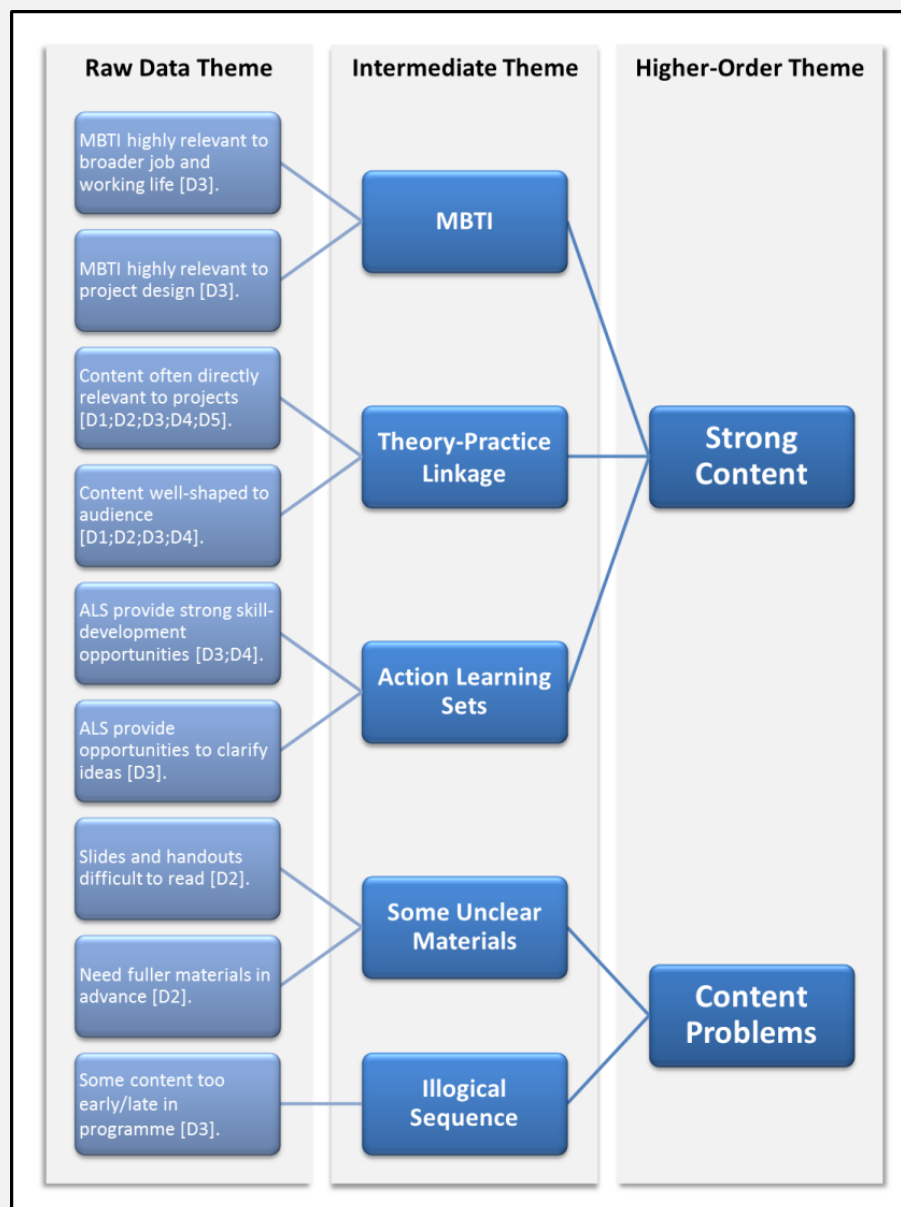 Raw Data Theme
Intermediate Theme
Higher-Order Theme
MBTI highly relevant to
broader job and
working life [D3].
MBTI highly relevant to
project design [D3].
Content often directly
relevant to projects
[D1;D2;D3;D4;D5].
Content well-shaped to
audience
[D1;D2;D3;D4].
ALS provide strong skill-
development
opportunities [D3;D4].
ALS provide
opportunities to clarify
ideas [D3].
Slides and handouts
difficult to read [D2].
Need fuller materials in
advance [D2].
Some content too
early/late in
programme [D3].
MBTI
Theory-Practice
Linkage
Action Learning
Sets
Some Unclear
Materials
Illogical
Sequence
Strong
Content
Content
Problems